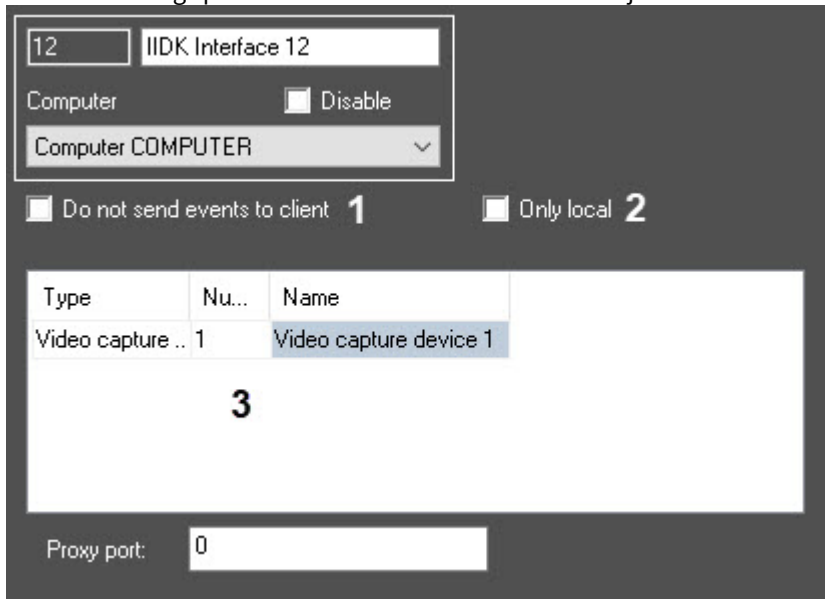 12 IIDK Interface 12
Computer Disable
Computer COMPUTER
Do not send events to client 1 Only local 2
Type Nu... Name
Video capture .. 1 Video capture device 1
3
Proxy port: 0